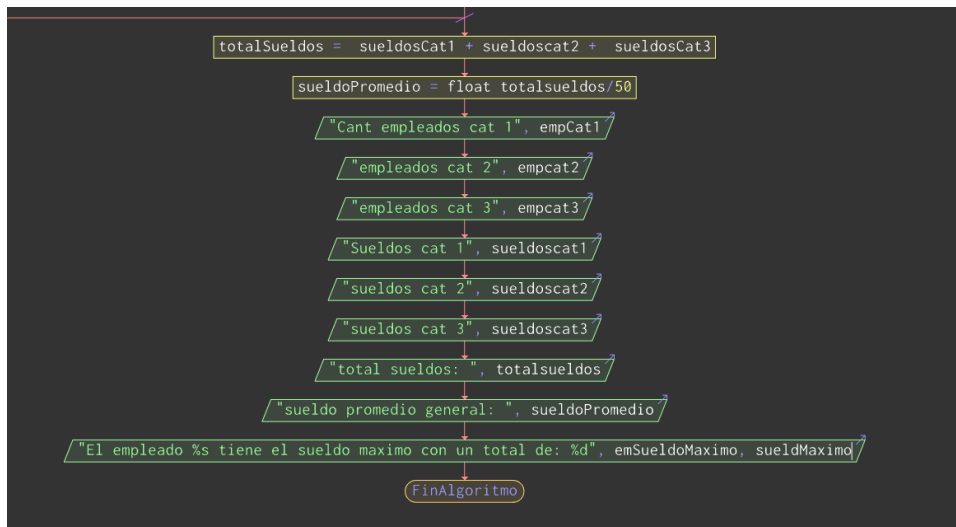 totalSueldos = sueldosCat1 + sueldoscat2 + sueldosCat3
sueldoPromedio = float totalsueldos/50
"Cant empleados cat 1", empCat1
"empleados cat 2", empcat2
"empleados cat 3", empcat3
"Sueldos cat 1", sueldoscat1
"sueldos cat 2", sueldoscat2
"sueldos cat 3", sueldoscat3
"total sueldos: ", totalsueldos
"sueldo promedio general: ", sueldoPromedio
"El empleado %s tiene el sueldo maximo con un total de: %d", emSueldoMaximo, sueldMaximo
FinAlgoritmo